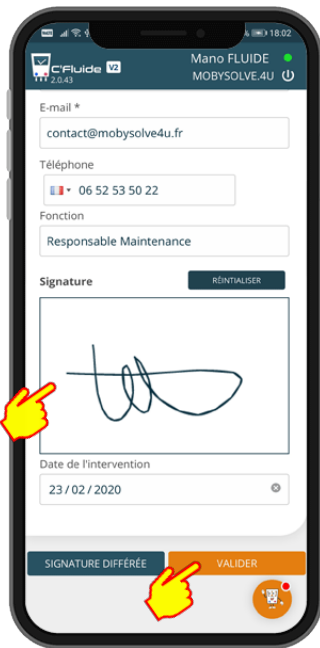 18:02
C'Fluide V2
2.0.43
Mano FLUIDE
MOBYSOLVE.4U
E-mail *
contact@mobysolve4u.fr
Téléphone
06 52 53 50 22
Fonction
Responsable Maintenance
Signature
RÉINTIALISER
Date de l'intervention
23 / 02 / 2020
SIGNATURE DIFFÉRÉE
VALIDER